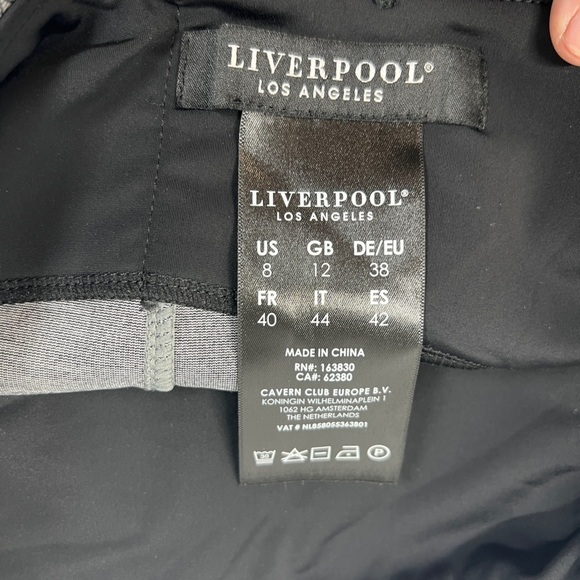 LIVERPOOL®
LOS ANGELES
LIVERPOOL®
LOS ANGELES
US GB DE/EU
8 12 38
FR IT ES
40 44 42
MADE IN CHINA
RN#: 163830
CA#: 62380
CAVERN CLUB EUROPE B.V.
KONINGIN WILHELMINAPLEIN 1
1062 HG AMSTERDAM
THE NETHERLANDS
VAT # NL858055363B01